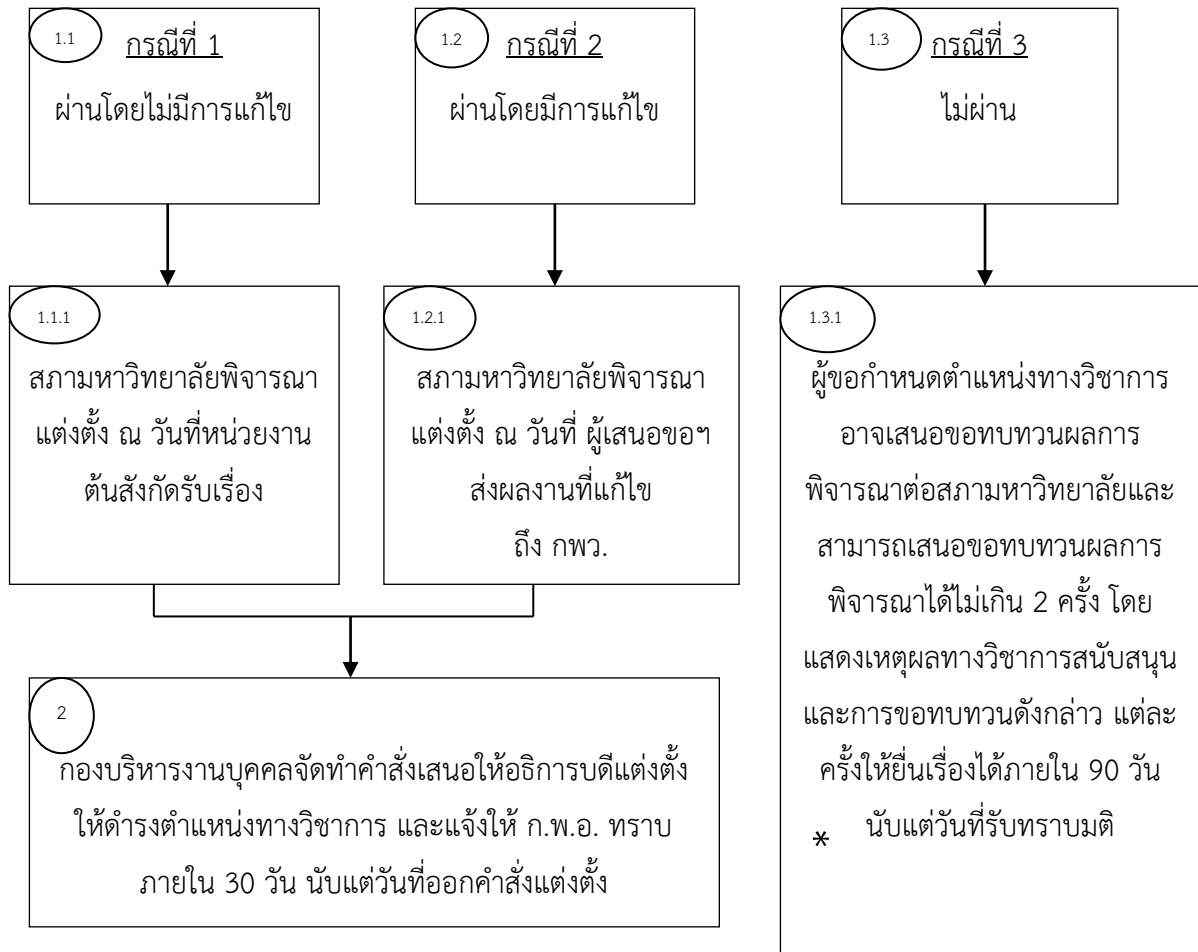 1.1
กรณีที่ 1
ผ่านโดยไม่มีการแก้ไข
1.2
กรณีที่ 2
ผ่านโดยมีการแก้ไข
1.3
กรณีที่ 3
ไม่ผ่าน
1.1.1
สภามหาวิทยาลัยพิจารณา
แต่งตั้ง ณ วันที่หน่วยงาน
ต้นสังกัดรับเรื่อง
1.2.1
สภามหาวิทยาลัยพิจารณา
แต่งตั้ง ณ วันที่ ผู้เสนอขอฯ
ส่งผลงานที่แก้ไข
ถึง กพว.
1.3.1
ผู้ขอกำหนดตำแหน่งทางวิชาการ
อาจเสนอขอทบทวนผลการ
พิจารณาต่อสภามหาวิทยาลัยและ
สามารถเสนอขอทบทวนผลการ
พิจารณาได้ไม่เกิน 2 ครั้ง โดย
แสดงเหตุผลทางวิชาการสนับสนุน
และการขอทบทวนดังกล่าว แต่ละ
ครั้งให้ยื่นเรื่องได้ภายใน 90 วัน
* นับแต่วันที่รับทราบมติ
2
กองบริหารงานบุคคลจัดทำคำสั่งเสนอให้อธิการบดีแต่งตั้ง
ให้ดำรงตำแหน่งทางวิชาการ และแจ้งให้ ก.พ.อ. ทราบ
ภายใน 30 วัน นับแต่วันที่ออกคำสั่งแต่งตั้ง